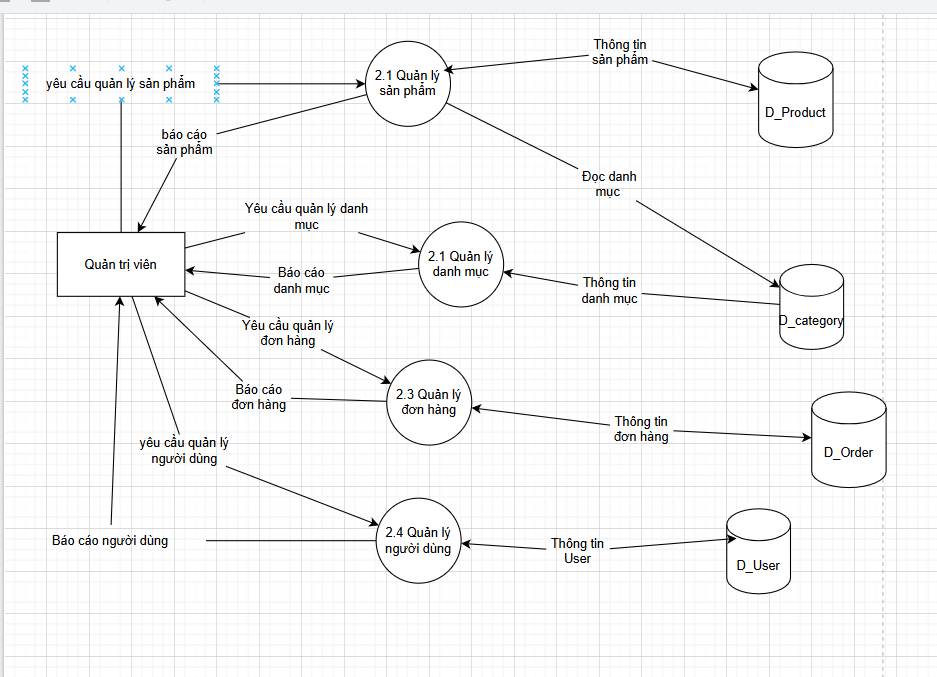 Thông tin
sản phẩm
2.1 Quản lý
sản phẩm
yêu cầu quản lý sản phẩm
D_Product
báo cáo
sản phẩm
Đọc danh
mục
Yêu cầu quản lý danh
mục
2.1 Quản lý
danh mục
Quản trị viên
Báo cáo
danh mục
Thông tin
danh mục
D_category
Yêu cầu quản lý
đơn hàng
Báo cáo
đơn hàng
2.3 Quản lý
đơn hàng
Thông tin
đơn hàng
D_Order
yêu cầu quản lý
người dùng
Báo cáo người dùng
2.4 Quản lý
người dùng
Thông tin
User
D_User